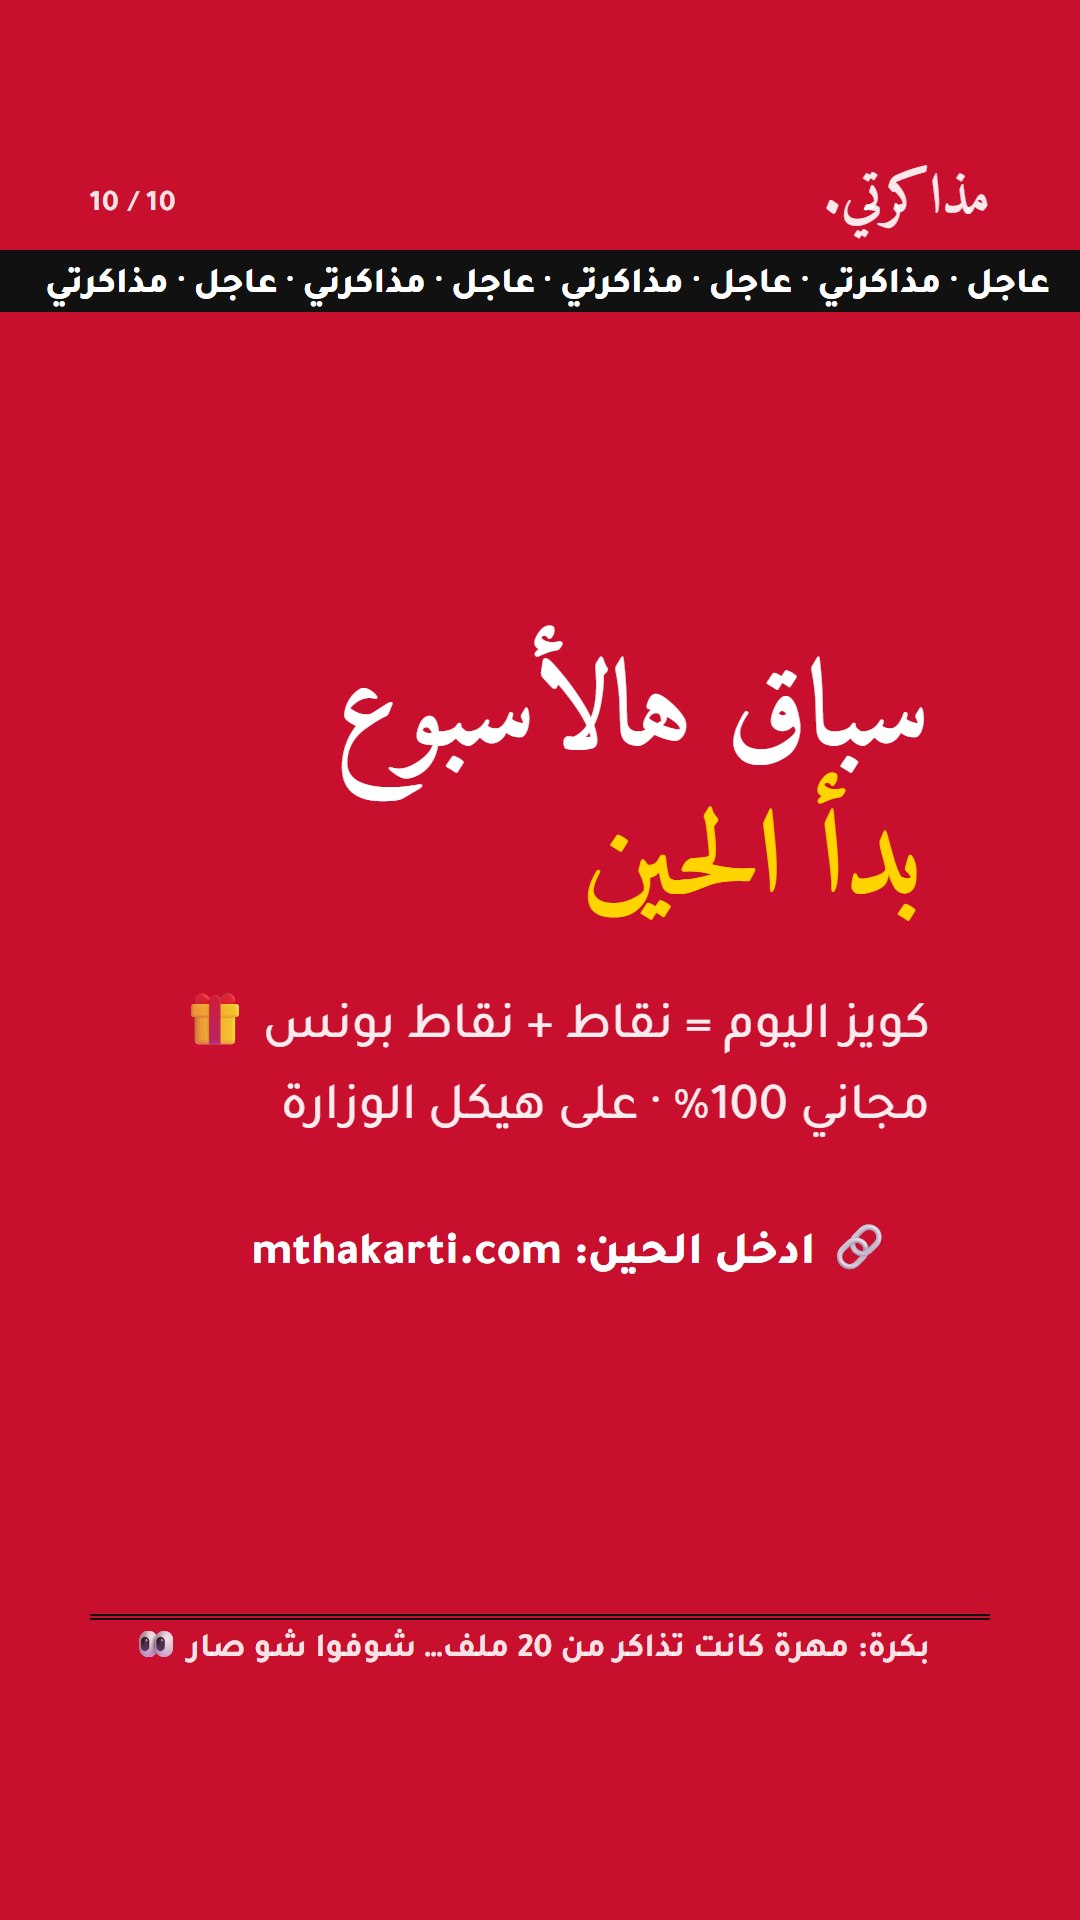 مذاكرتي.
10 / 10
عاجل · مذاكرتي · عاجل · مذاكرتي · عاجل · مذاكرتي · عاجل · مذاكرتي
سباق هالأسبوع
بدأ الحين
كويز اليوم = نقاط + نقاط بونس 🎁
مجاني 100% · على هيكل الوزارة
🔗 ادخل الحين: mthakarti.com
بكرة: مهرة كانت تذاكر من 20 ملف… شوفوا شو صار 👀